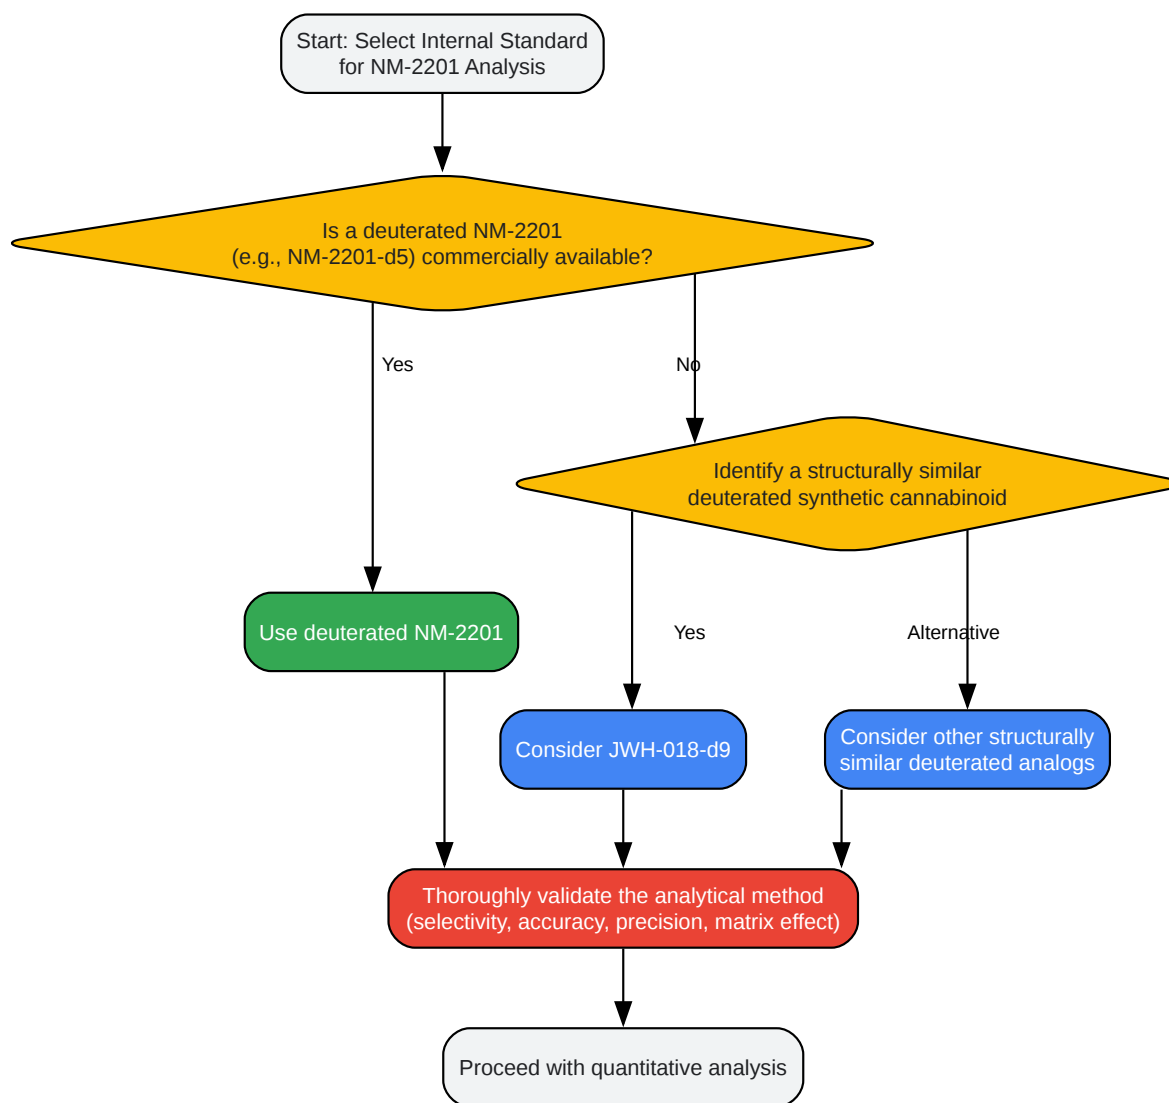 Start: Select Internal Standard
for NM-2201 Analysis
Is a deuterated NM-2201
(e.g., NM-2201-d5) commercially available?
Yes
No
Identify a structurally similar
deuterated synthetic cannabinoid
Use deuterated NM-2201
Yes
Alternative
Consider JWH-018-d9
Consider other structurally
similar deuterated analogs
Thoroughly validate the analytical method
(selectivity, accuracy, precision, matrix effect)
Proceed with quantitative analysis